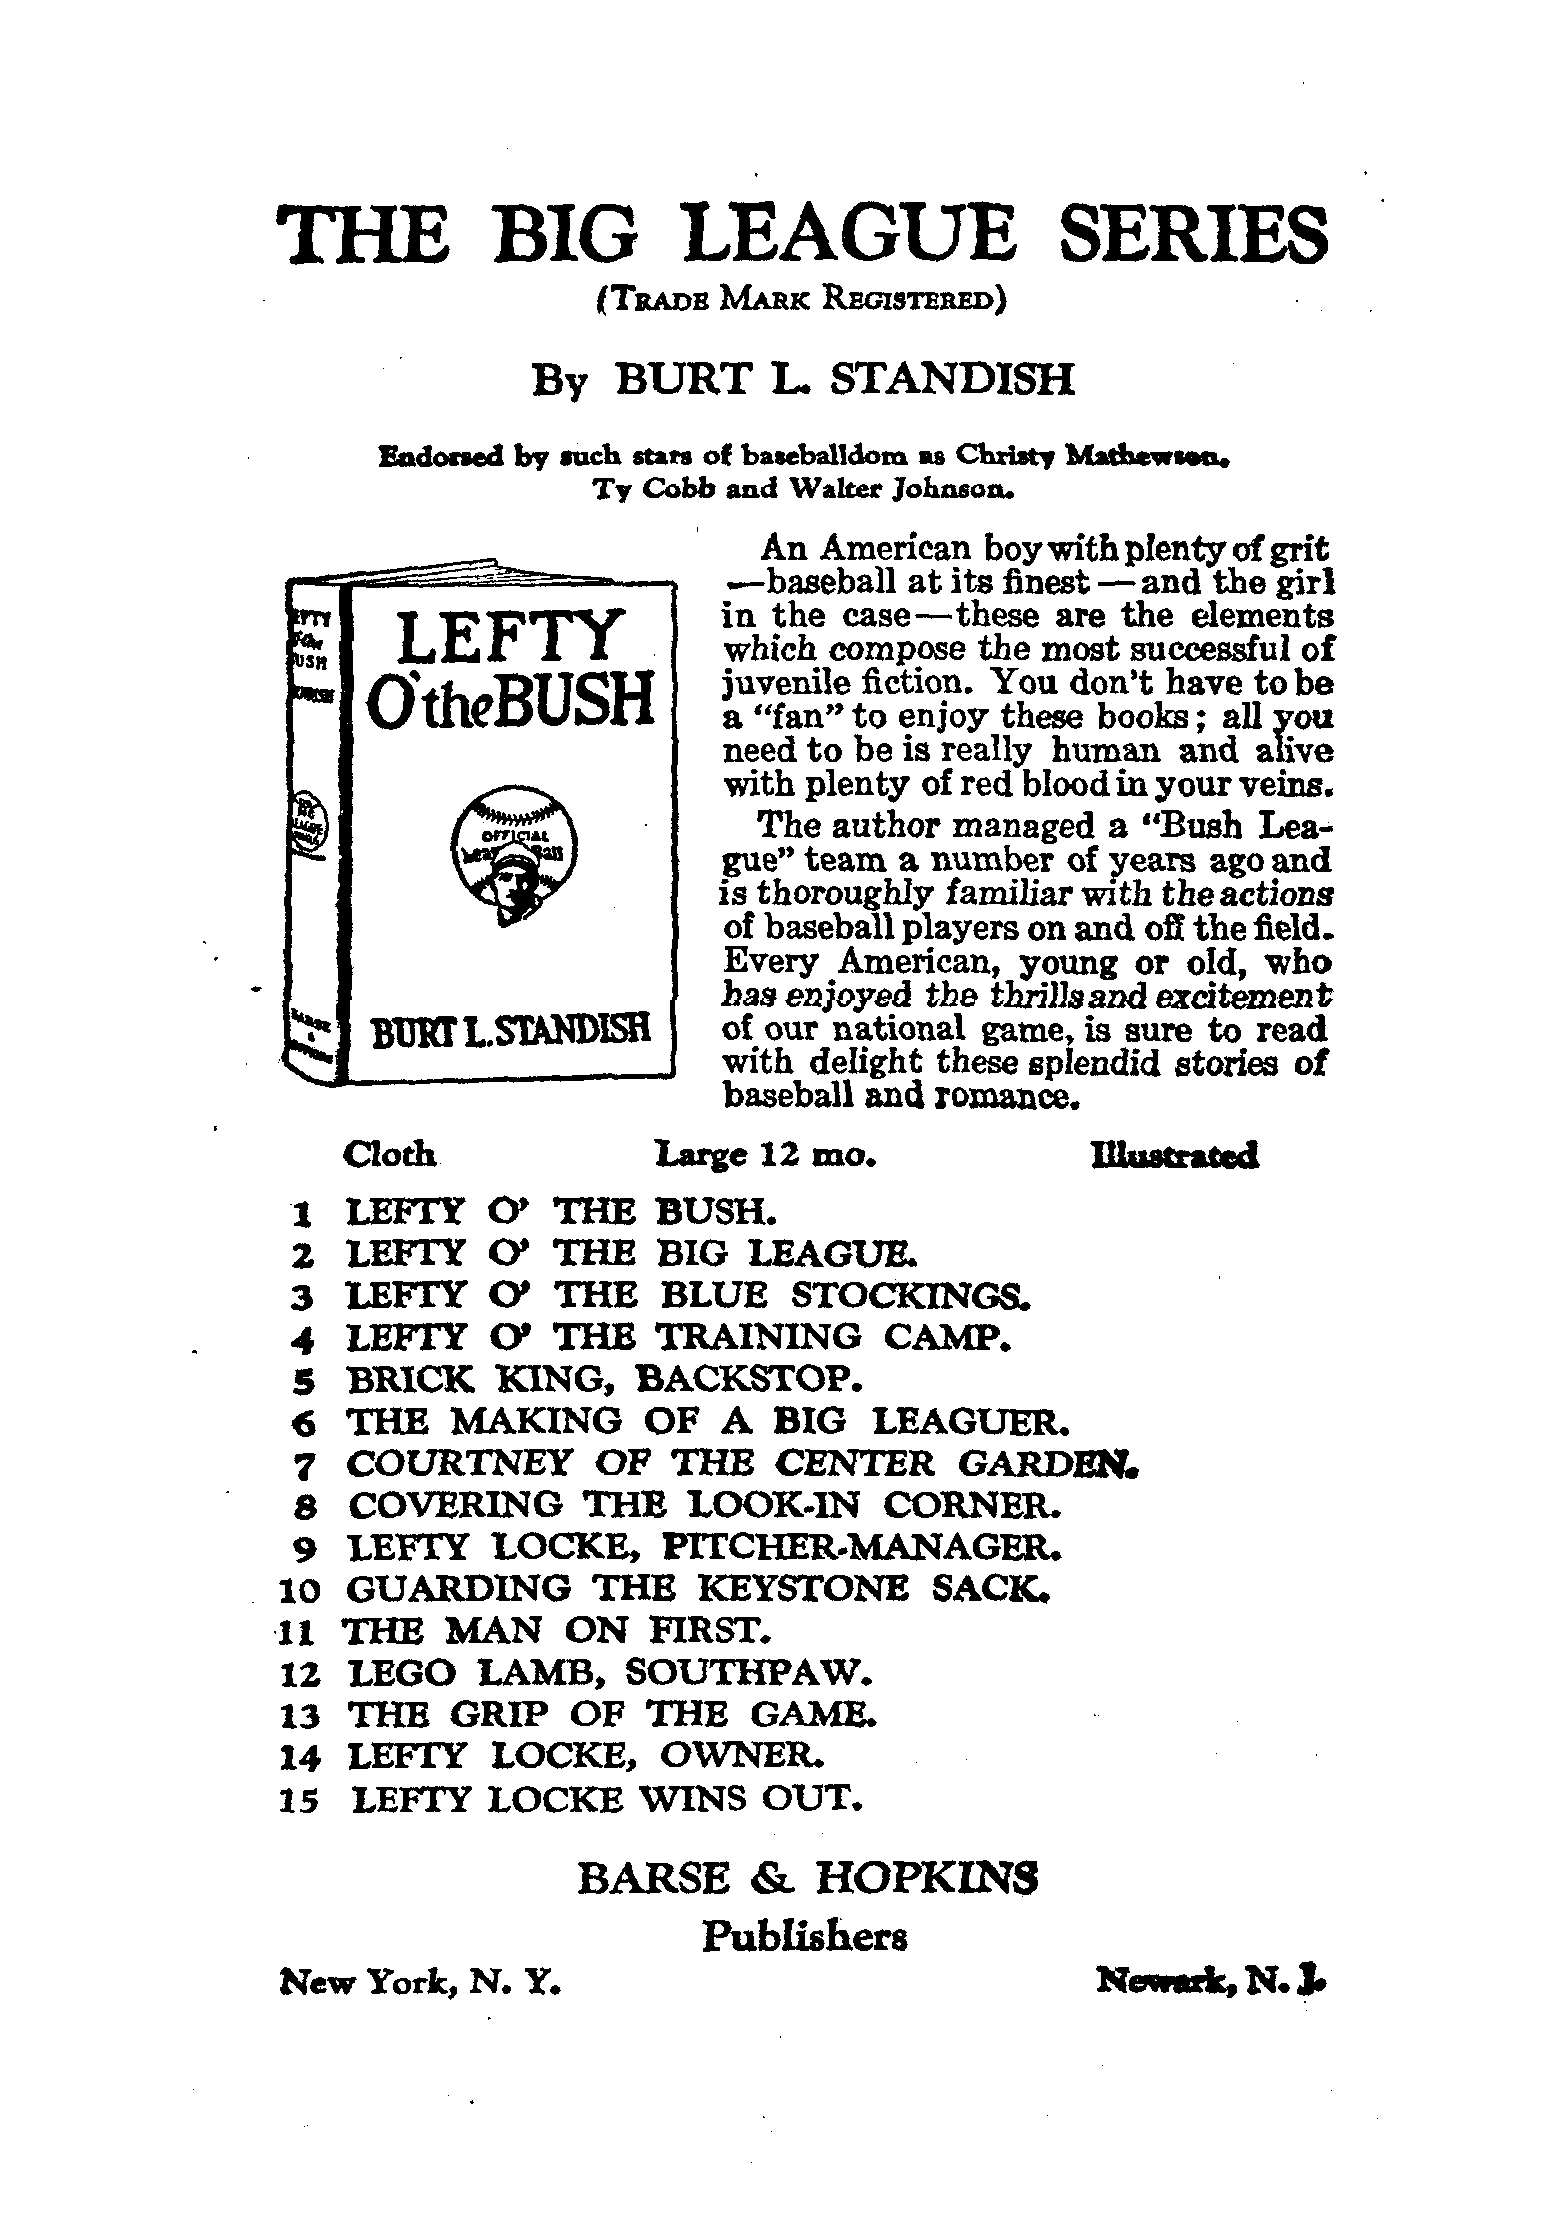 THE BIG LEAGUE SERIES
(TRADE MARK REGISTERED)
By BURT L. STANDISH
Endorsed by such stars of baseballdom as Christy Mathewson.
Ty Cobb and Walter Johnson.
LEFTY
O'the BUSH
OFFICIAL
BURT L. STANDISH
An American boy with plenty of grit
—baseball at its finest—and the girl
in the case—these are the elements
which compose the most successful of
juvenile fiction. You don't have to be
a "fan" to enjoy these books; all you
need to be is really human and alive
with plenty of red blood in your veins.
The author managed a "Bush Lea-
gue" team a number of years ago and
is thoroughly familiar with the actions
of baseball players on and off the field.
Every American, young or old, who
has enjoyed the thrills and excitement
of our national game, is sure to read
with delight these splendid stories of
baseball and romance.
Cloth Large 12 mo. Illustrated
1 LEFTY O' THE BUSH.
2 LEFTY O' THE BIG LEAGUE.
3 LEFTY O' THE BLUE STOCKINGS.
4 LEFTY O' THE TRAINING CAMP.
5 BRICK KING, BACKSTOP.
6 THE MAKING OF A BIG LEAGUER.
7 COURTNEY OF THE CENTER GARDEN.
8 COVERING THE LOOK-IN CORNER.
9 LEFTY LOCKE, PITCHER-MANAGER.
10 GUARDING THE KEYSTONE SACK.
11 THE MAN ON FIRST.
12 LEGO LAMB, SOUTHPAW.
13 THE GRIP OF THE GAME.
14 LEFTY LOCKE, OWNER.
15 LEFTY LOCKE WINS OUT.
BARSE & HOPKINS
Publishers
New York, N. Y. Newark, N. J.